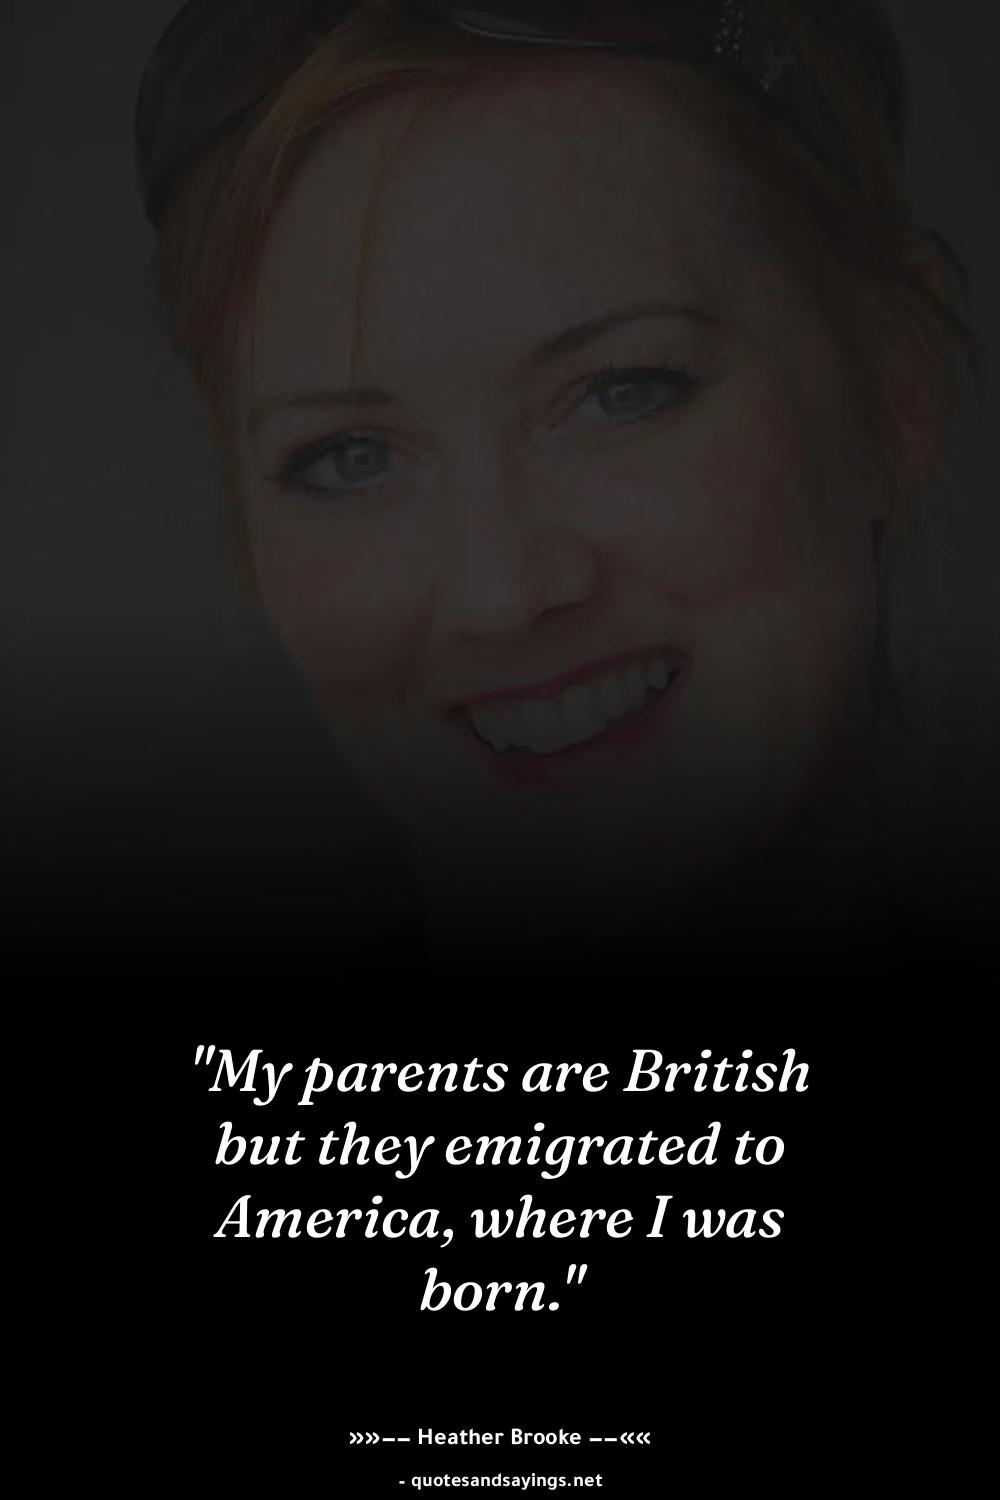 "My parents are British
but they emigrated to
America, where I was
born."
»»−− Heather Brooke −−««
- quotesandsayings.net